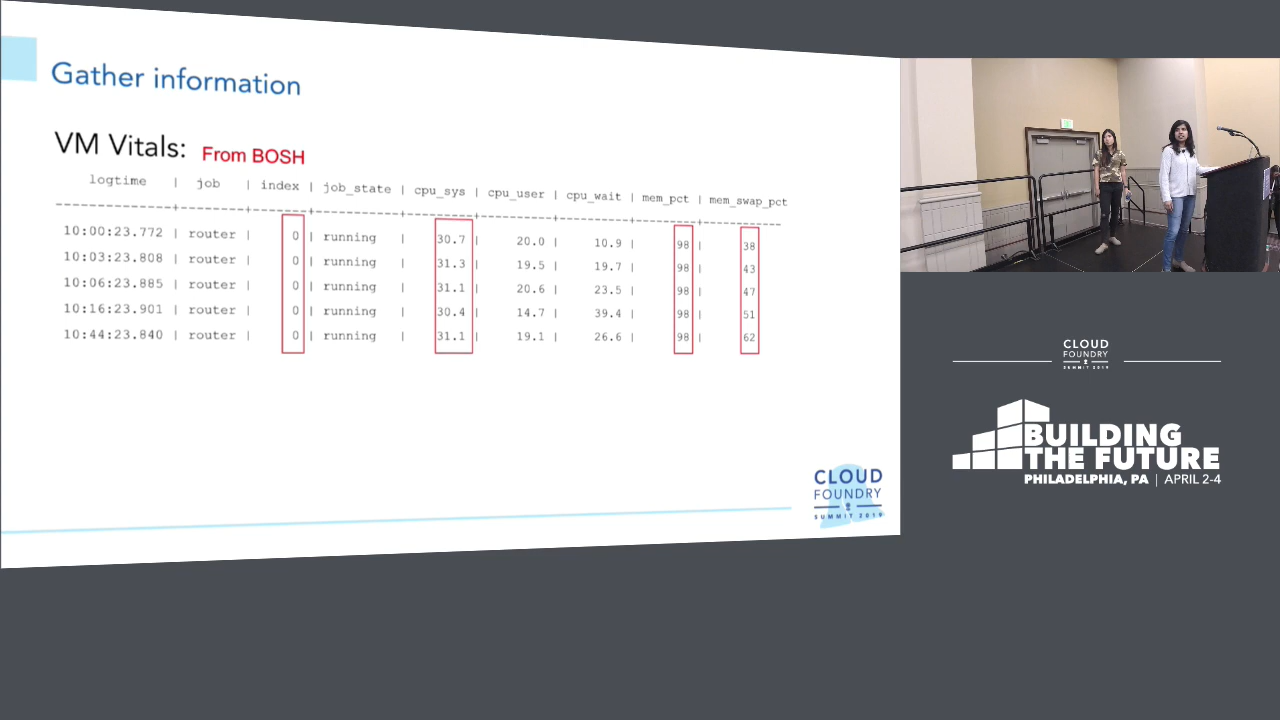 Gather information
VM Vitals: From BOSH
logtime | job | index | job_state | cpu_sys | cpu_user | cpu_wait | mem_pct | mem_swap_pct
10:00:23.772 | router | 0 | running | 30.7 | 20.0 | 10.9 | 98 | 38
10:03:23.808 | router | 0 | running | 31.3 | 19.5 | 19.7 | 98 | 43
10:06:23.885 | router | 0 | running | 31.1 | 20.6 | 23.5 | 98 | 47
10:16:23.901 | router | 0 | running | 30.4 | 14.7 | 39.4 | 98 | 51
10:44:23.840 | router | 0 | running | 31.1 | 19.1 | 26.6 | 98 | 62
CLOUD
FOUNDRY
SUMMIT 2019
CLOUD
FOUNDRY
SUMMIT 2019
BUILDING
THE FUTURE
PHILADELPHIA, PA | APRIL 2-4